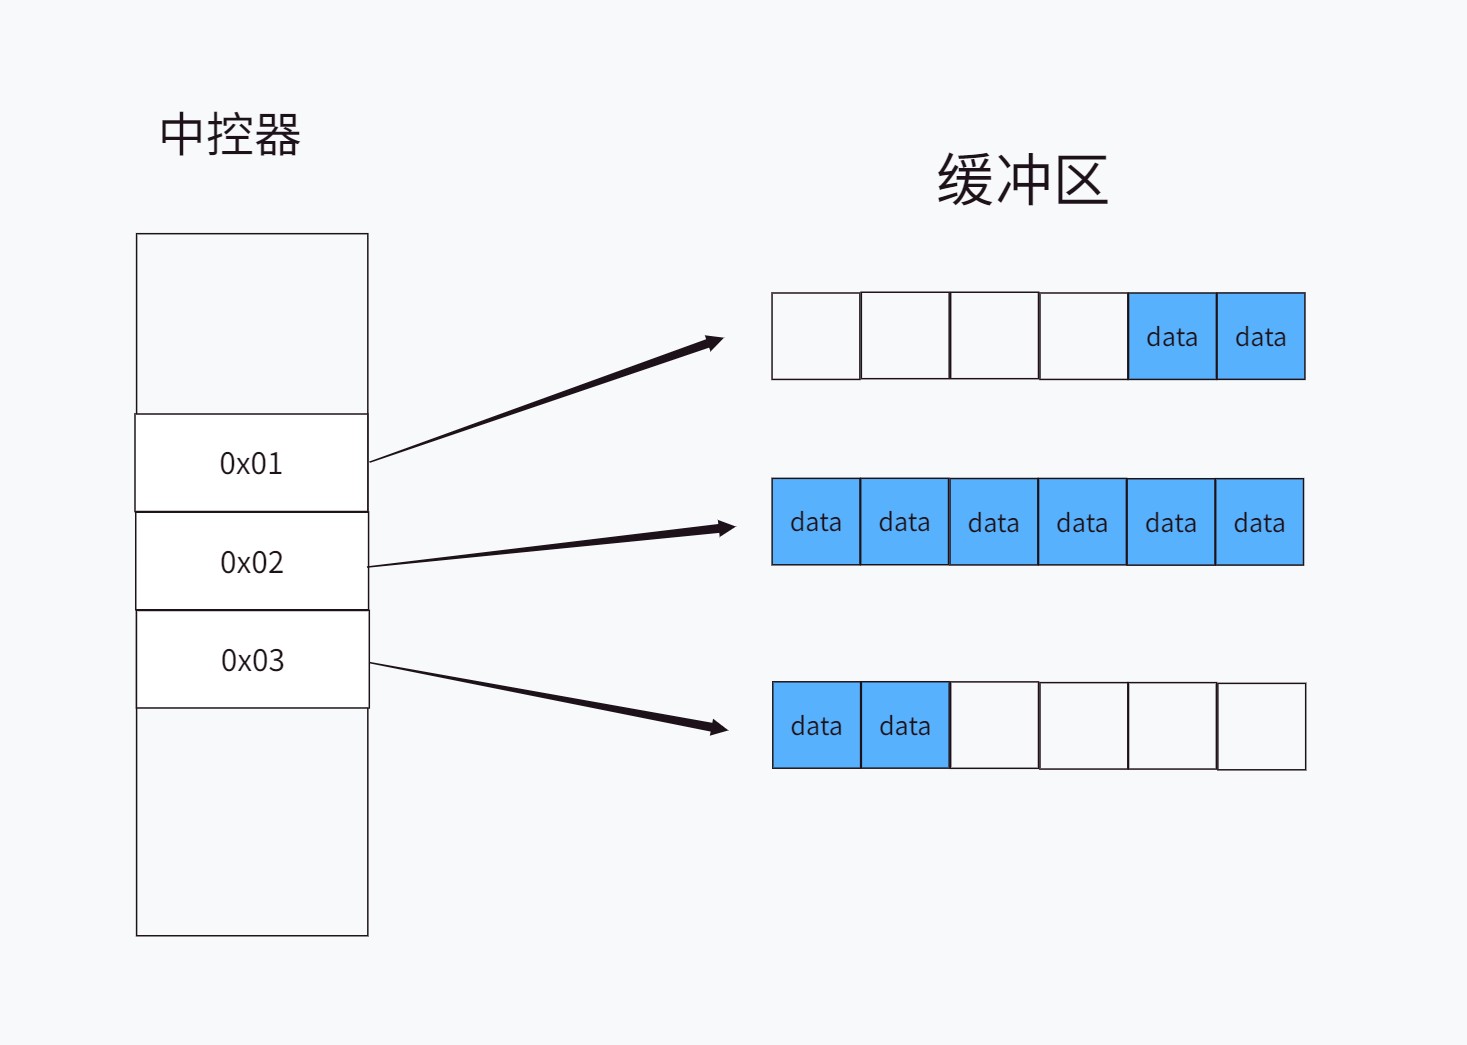 中控器
缓冲区
0x01
0x02
0x03
data data
data data data data data data
data data